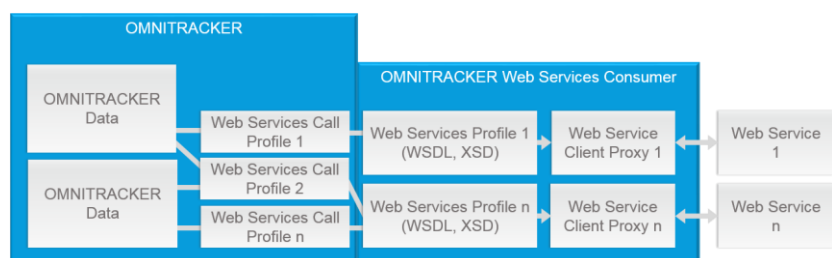 OMNITRACKER
OMNITRACKER
Data
OMNITRACKER
Data
Web Services Call
Profile 1
Web Services Call
Profile 2
Web Services Call
Profile n
OMNITRACKER Web Services Consumer
Web Services Profile 1
(WSDL, XSD)
Web Service
Client Proxy 1
Web Service
1
Web Services Profile n
(WSDL, XSD)
Web Service
Client Proxy n
Web Service
n